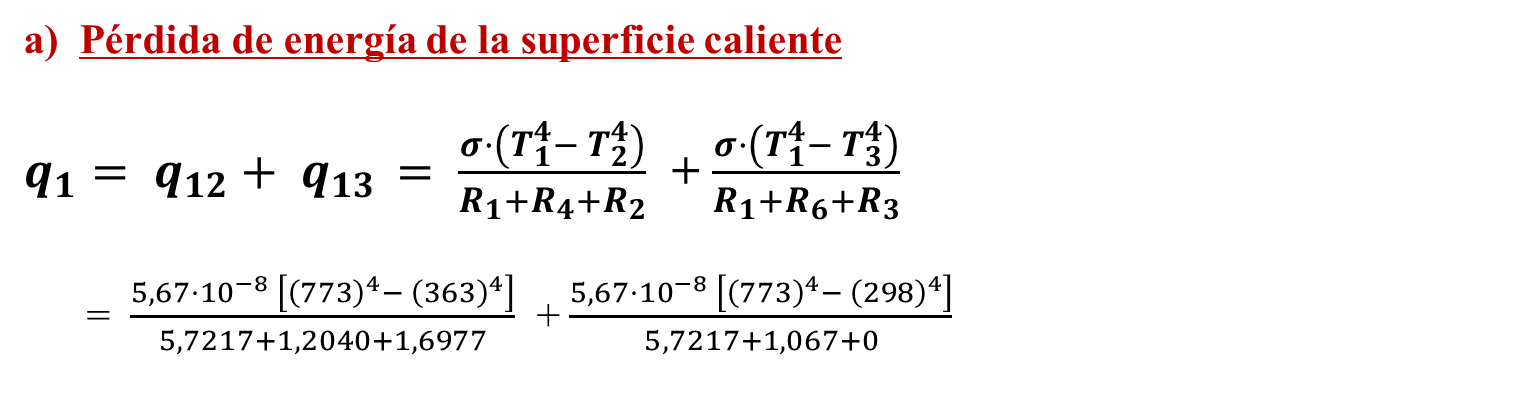 a) Pérdida de energía de la superficie caliente
q₁ = q₁₂ + q₁₃ = σ·(T₁⁴− T₂⁴) / R₁+R₄+R₂ + σ·(T₁⁴− T₃⁴) / R₁+R₆+R₃
= 5,67·10⁻⁸ [(773)⁴− (363)⁴] / 5,7217+1,2040+1,6977 + 5,67·10⁻⁸ [(773)⁴− (298)⁴] / 5,7217+1,067+0